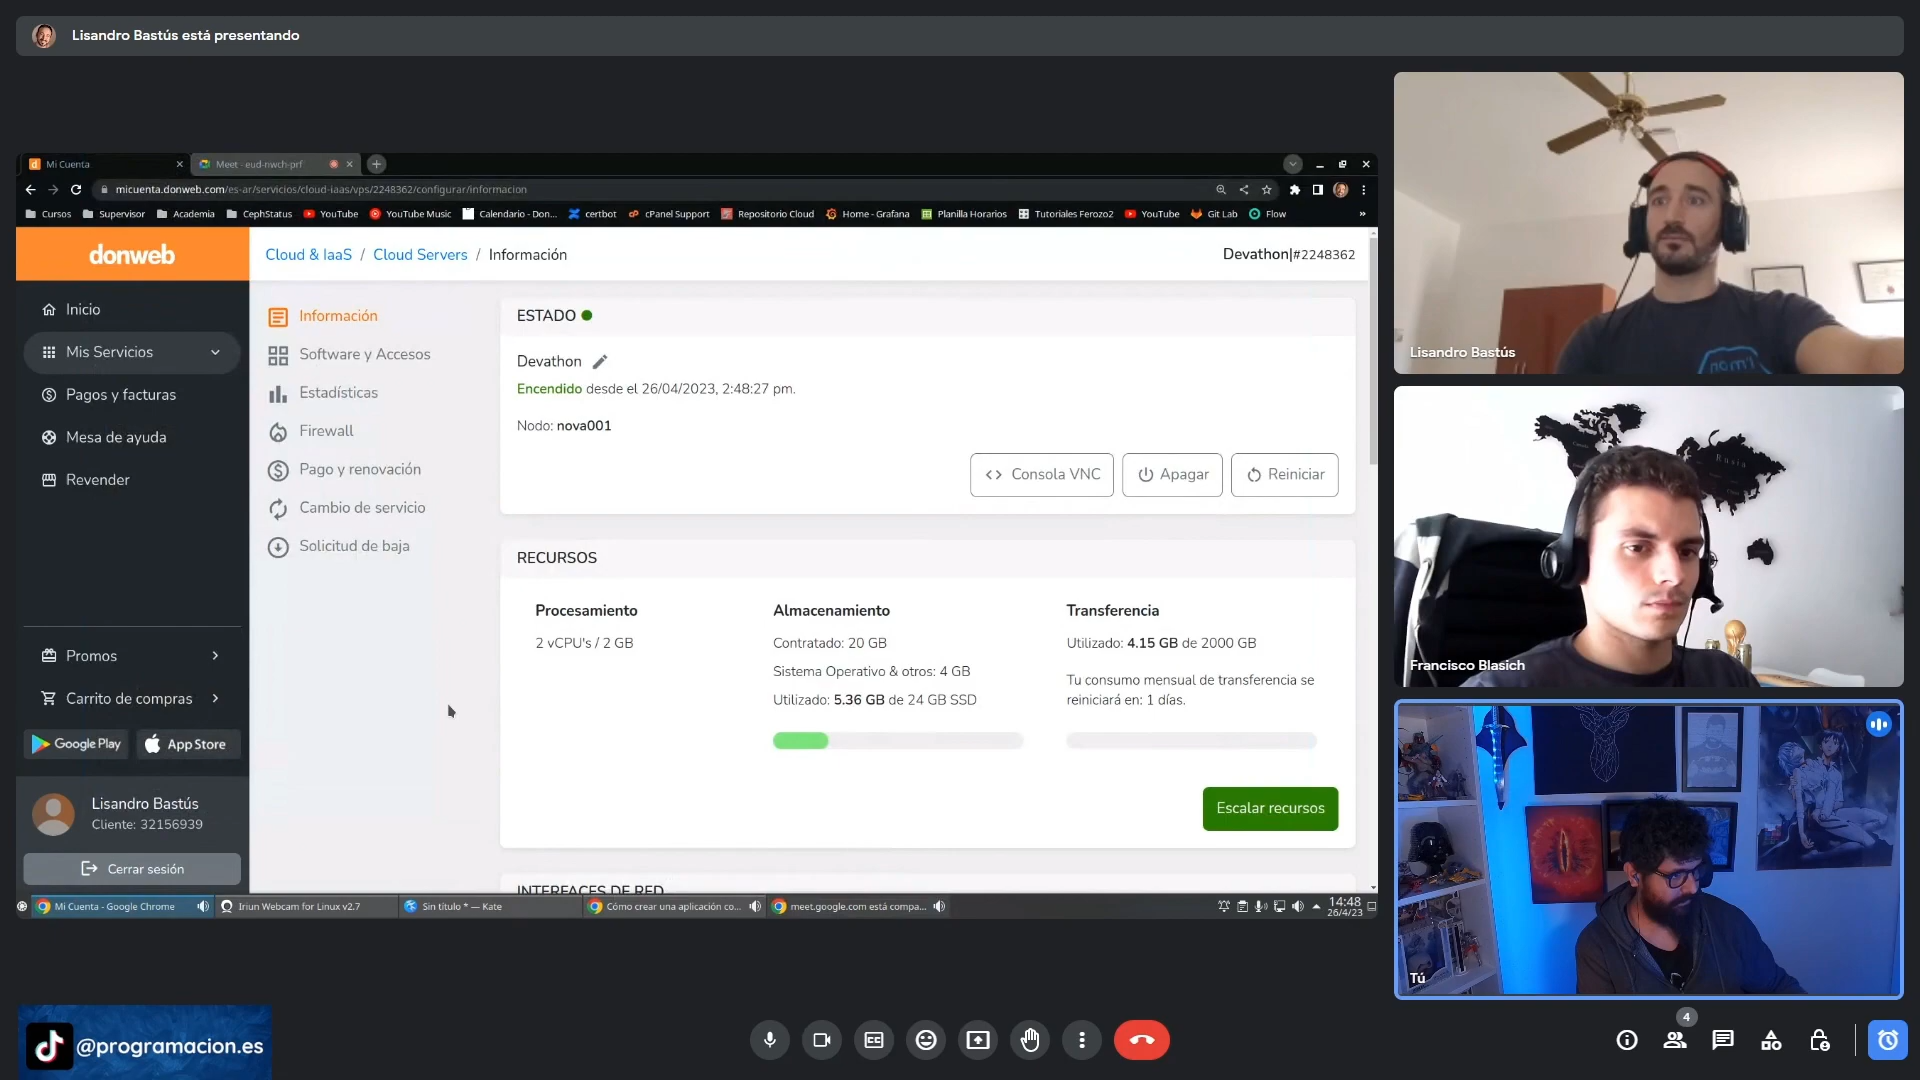 Lisandro Bastús está presentando
Mi Cuenta
Meet - eud-nwch-prf
micuenta.donweb.com/es-ar/servicios/cloud-iaas/vps/2248362/configurar/informacion
Cursos
Supervisor
Academia
CephStatus
YouTube
YouTube Music
Calendario - Don...
certbot
cPanel Support
Repositorio Cloud
Home - Grafana
Planilla Horarios
Tutoriales Ferozo2
YouTube
Git Lab
Flow
»
donweb
Cloud & IaaS / Cloud Servers / Información
Devathon|#2248362
Inicio
Mis Servicios
Pagos y facturas
Mesa de ayuda
Revender
Promos
Carrito de compras
Google Play
App Store
Lisandro Bastús
Cliente: 32156939
Cerrar sesión
Información
Software y Accesos
Estadísticas
Firewall
Pago y renovación
Cambio de servicio
Solicitud de baja
ESTADO
Devathon
Encendido desde el 26/04/2023, 2:48:27 pm.
Nodo: nova001
Consola VNC
Apagar
Reiniciar
RECURSOS
Procesamiento
2 vCPU's / 2 GB
Almacenamiento
Contratado: 20 GB
Sistema Operativo & otros: 4 GB
Utilizado: 5.36 GB de 24 GB SSD
Transferencia
Utilizado: 4.15 GB de 2000 GB
Tu consumo mensual de transferencia se
reiniciará en: 1 días.
Escalar recursos
INTERFACES DE RED
Mi Cuenta - Google Chrome
Iriun Webcam for Linux v2.7
Sin título * — Kate
Cómo crear una aplicación co...
meet.google.com está compa...
14:48
26/4/23
Lisandro Bastús
Rusia
Francisco Blasich
Tú
@programacion.es
4